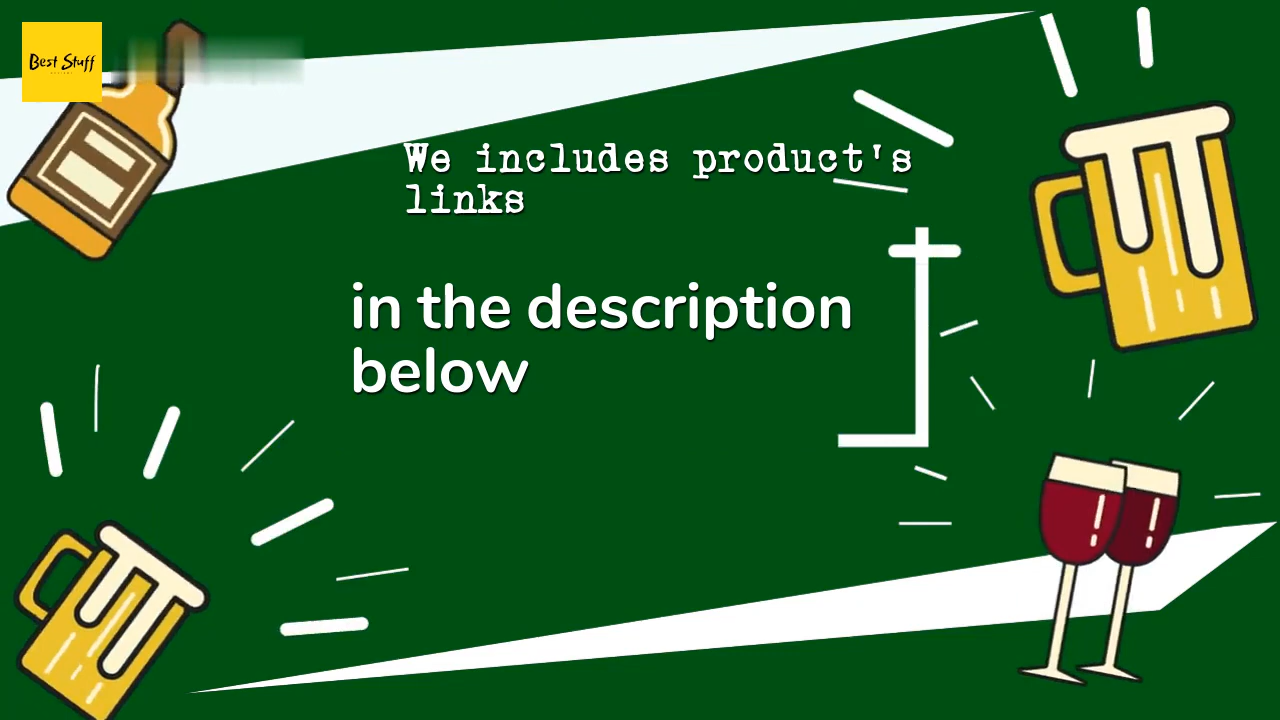 Best Stuff
We includes product's
links
in the description
below